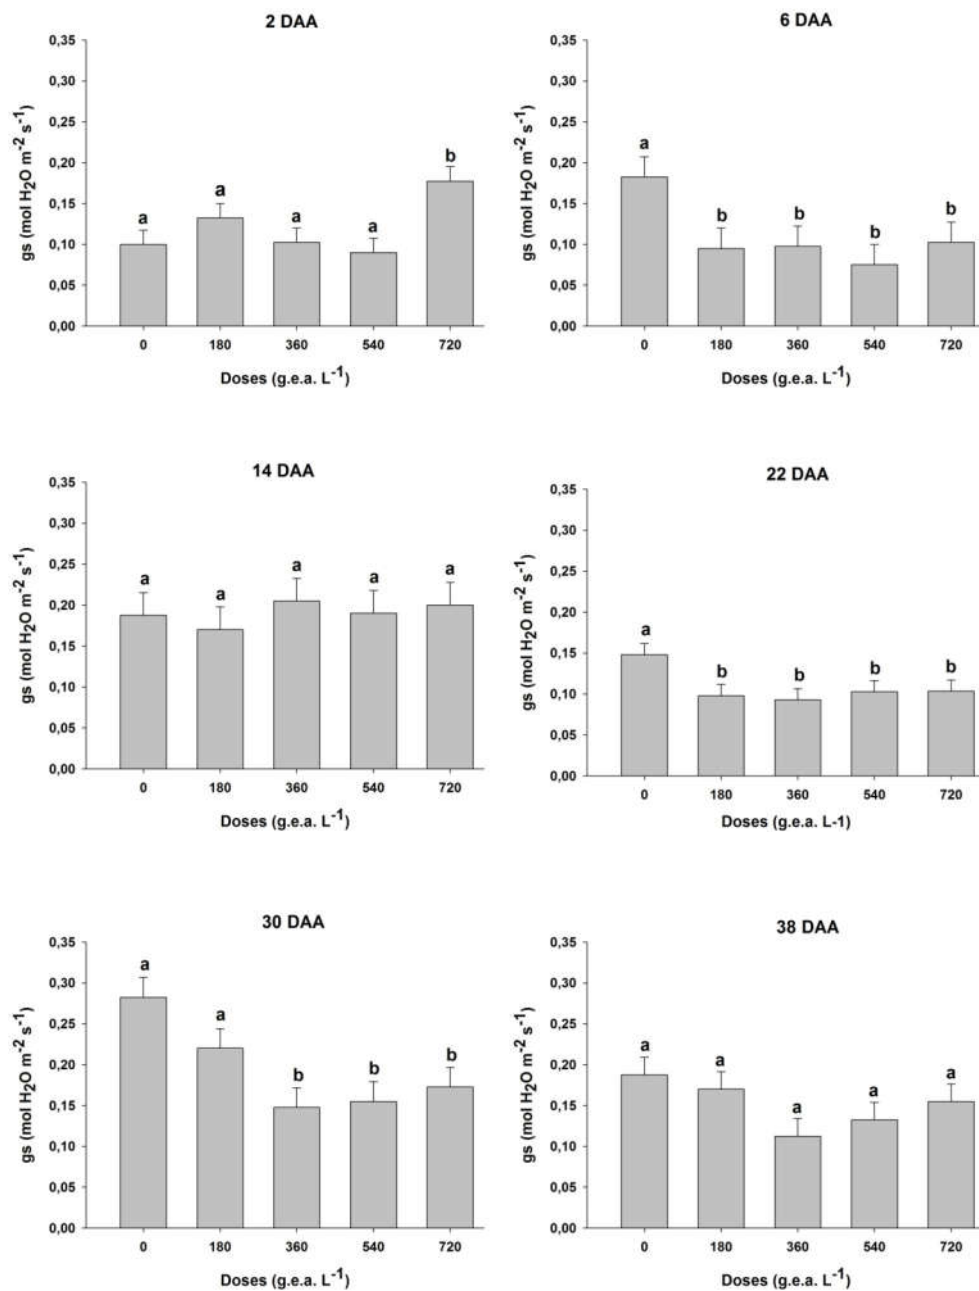 2 DAA
0,35
0,30
0,25
0,20
0,15
0,10
0,05
0,00
gs (mol H₂O m⁻² s⁻¹)
a
a
a
a
b
0 180 360 540 720
Doses (g.e.a. L⁻¹)
6 DAA
0,35
0,30
0,25
0,20
0,15
0,10
0,05
0,00
gs (mol H₂O m⁻² s⁻¹)
a
b
b
b
b
0 180 360 540 720
Doses (g.e.a. L⁻¹)
14 DAA
0,35
0,30
0,25
0,20
0,15
0,10
0,05
0,00
gs (mol H₂O m⁻² s⁻¹)
a
a
a
a
a
0 180 360 540 720
Doses (g.e.a. L⁻¹)
22 DAA
0,35
0,30
0,25
0,20
0,15
0,10
0,05
0,00
gs (mol H₂O m⁻² s⁻¹)
a
b
b
b
b
0 180 360 540 720
Doses (g.e.a. L-1)
30 DAA
0,35
0,30
0,25
0,20
0,15
0,10
0,05
0,00
gs (mol H₂O m⁻² s⁻¹)
a
a
b
b
b
0 180 360 540 720
Doses (g.e.a. L⁻¹)
38 DAA
0,35
0,30
0,25
0,20
0,15
0,10
0,05
0,00
gs (mol H₂O m⁻² s⁻¹)
a
a
a
a
a
0 180 360 540 720
Doses (g.e.a. L⁻¹)